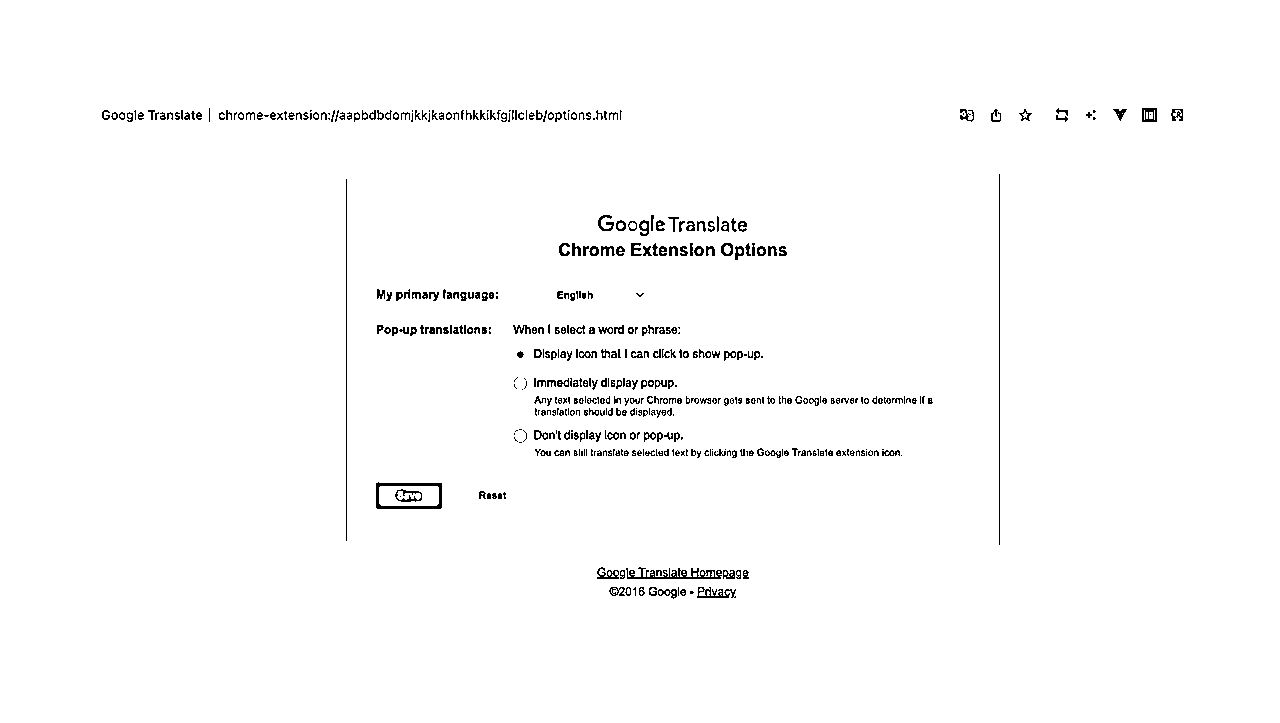 Google Translate | chrome-extension://aapbdbdomjkkjkaonfhkkikfgjllcleb/options.html
Google Translate
Chrome Extension Options
My primary language: English
Pop-up translations: When I select a word or phrase:
Display icon that I can click to show pop-up.
Immediately display popup.
Any text selected in your Chrome browser gets sent to the Google server to determine if a
translation should be displayed.
Don't display icon or pop-up.
You can still translate selected text by clicking the Google Translate extension icon.
Save Reset
Google Translate Homepage
©2016 Google - Privacy